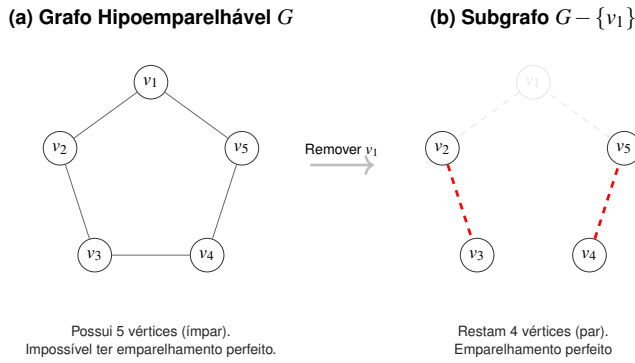 (a) Grafo Hipoemparelhável G
(b) Subgrafo G − {v₁}
v₁
v₂
v₅
v₃
v₄
Remover v₁
v₁
v₂
v₅
v₃
v₄
Possui 5 vértices (ímpar).
Impossível ter emparelhamento perfeito.
Restam 4 vértices (par).
Emparelhamento perfeito